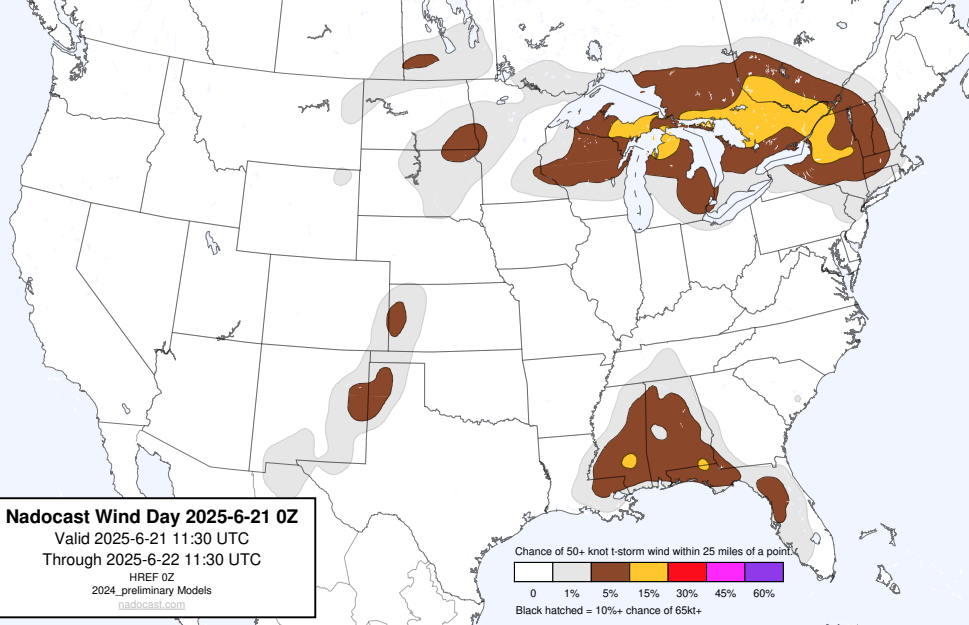 Nadocast Wind Day 2025-6-21 0Z
Valid 2025-6-21 11:30 UTC
Through 2025-6-22 11:30 UTC
HREF 0Z
2024_preliminary Models
nadocast.com
Chance of 50+ knot t-storm wind within 25 miles of a point.
0 1% 5% 15% 30% 45% 60%
Black hatched = 10%+ chance of 65kt+